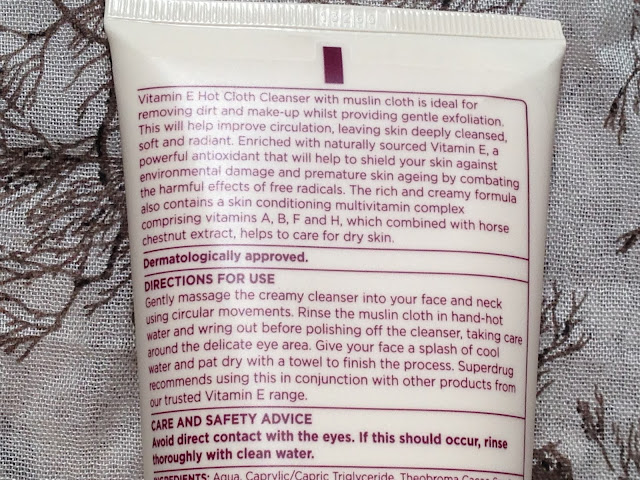 Vitamin E Hot Cloth Cleanser with muslin cloth is ideal for
removing dirt and make-up whilst providing gentle exfoliation.
This will help improve circulation, leaving skin deeply cleansed,
soft and radiant. Enriched with naturally sourced Vitamin E, a
powerful antioxidant that will help to shield your skin against
environmental damage and premature skin ageing by combating
the harmful effects of free radicals. The rich and creamy formula
also contains a skin conditioning multivitamin complex
comprising vitamins A, B, F and H, which combined with horse
chestnut extract, helps to care for dry skin.
Dermatologically approved.
DIRECTIONS FOR USE
Gently massage the creamy cleanser into your face and neck
using circular movements. Rinse the muslin cloth in hand-hot
water and wring out before polishing off the cleanser, taking care
around the delicate eye area. Give your face a splash of cool
water and pat dry with a towel to finish the process. Superdrug
recommends using this in conjunction with other products from
our trusted Vitamin E range.
CARE AND SAFETY ADVICE
Avoid direct contact with the eyes. If this should occur, rinse
thoroughly with clean water.
INGREDIENTS: Aqua, Caprylic/Capric Triglyceride, Theobroma